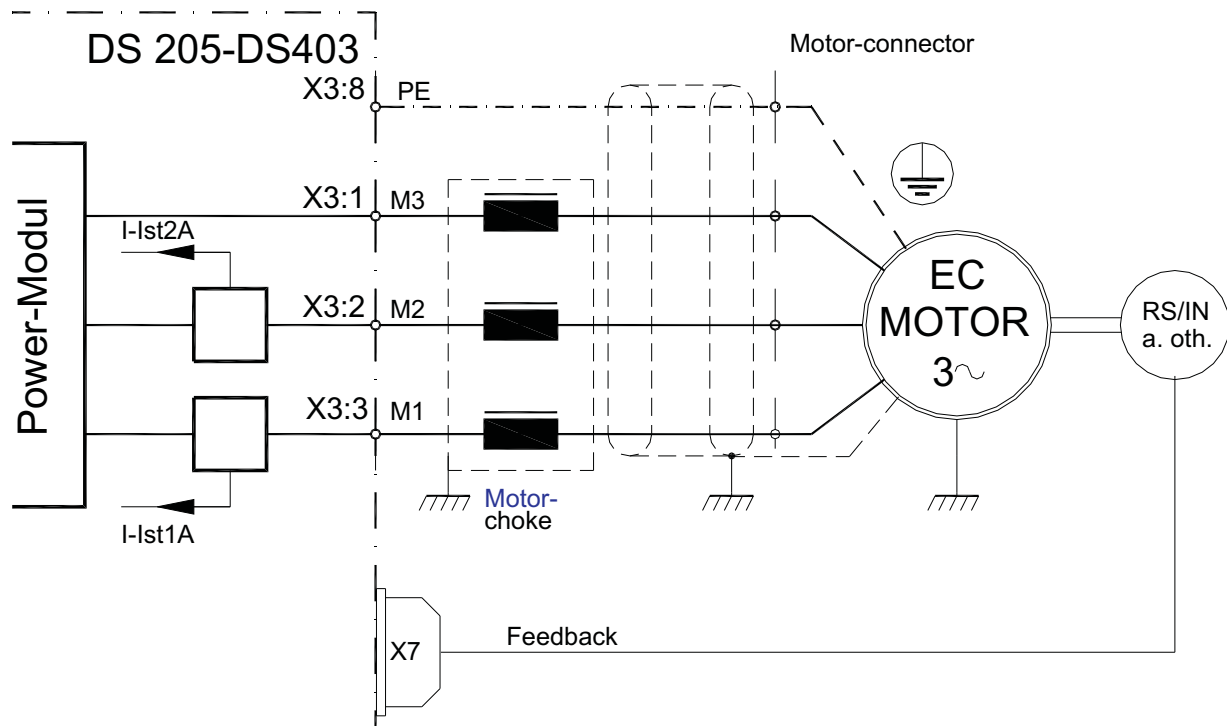 DS 205-DS403
Motor-connector
X3:8
PE
X3:1
M3
I-Ist2A
X3:2
M2
Power-Modul
EC
MOTOR
3~
RS/IN
a. oth.
X3:3
M1
I-Ist1A
Motor-
choke
Feedback
X7